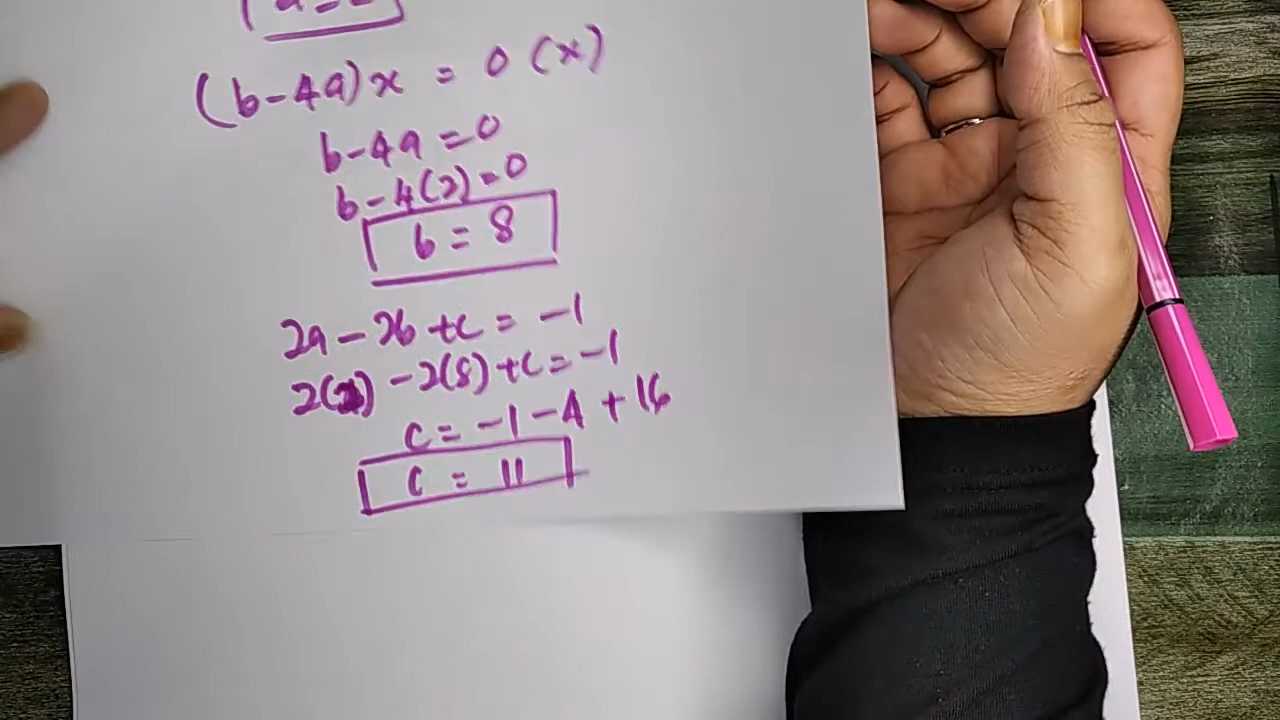 (b-4a)x = 0 (x)
b-4a = 0
b-4(2) = 0
b = 8
2a - 2b + c = -1
2(2) - 2(8) + c = -1
c = -1 - 4 + 16
c = 11